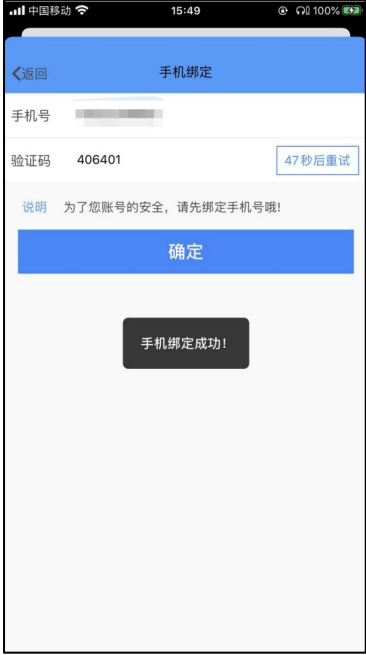 中国移动 15:49 100%
返回 手机绑定
手机号
验证码 406401 47秒后重试
说明 为了您账号的安全，请先绑定手机号哦!
确定
手机绑定成功!